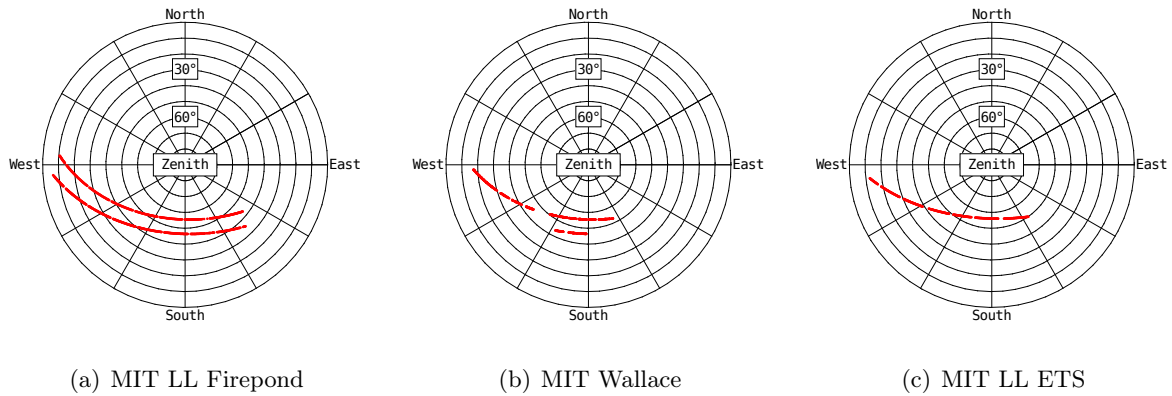 North
30°
60°
West
Zenith
East
South
(a) MIT LL Firepond
North
30°
60°
West
Zenith
East
South
(b) MIT Wallace
North
30°
60°
West
Zenith
East
South
(c) MIT LL ETS